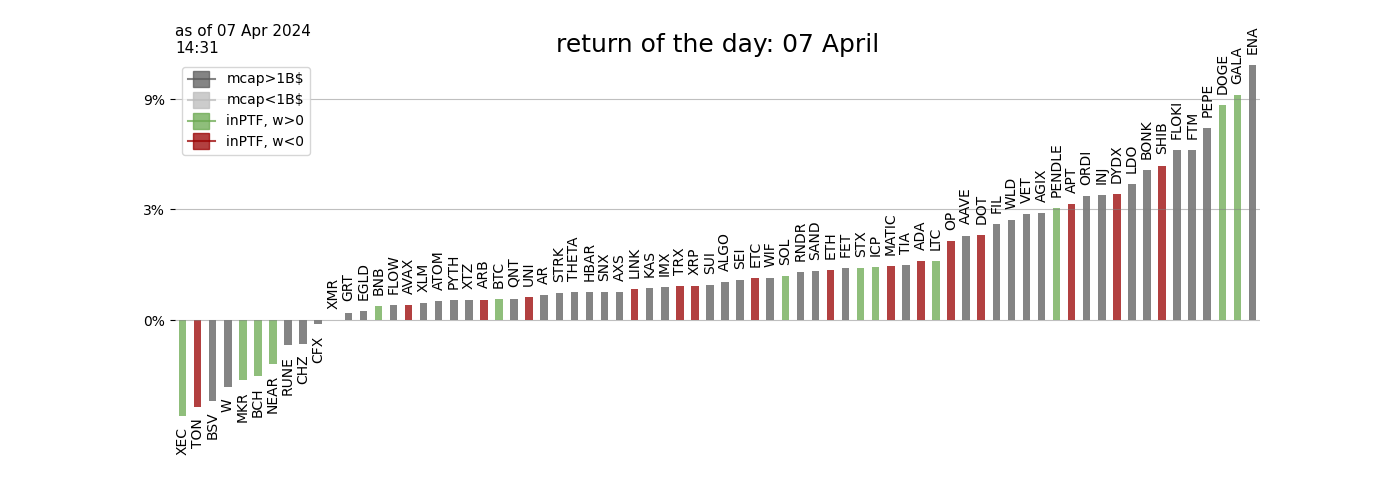 as of 07 Apr 2024
14:31
return of the day: 07 April
mcap>1B$
mcap<1B$
inPTF, w>0
inPTF, w<0
9%
3%
0%
XEC
TON
BSV
W
MKR
BCH
NEAR
RUNE
CHZ
CFX
XMR
GRT
EGLD
BNB
FLOW
AVAX
XLM
ATOM
PYTH
XTZ
ARB
BTC
QNT
UNI
AR
STRK
THETA
HBAR
SNX
AXS
LINK
KAS
IMX
TRX
XRP
SUI
ALGO
SEI
ETC
WIF
SOL
RNDR
SAND
ETH
FET
STX
ICP
MATIC
TIA
ADA
LTC
OP
AAVE
DOT
FIL
WLD
VET
AGIX
PENDLE
APT
ORDI
INJ
DYDX
LDO
BONK
SHIB
FLOKI
FTM
PEPE
DOGE
GALA
ENA